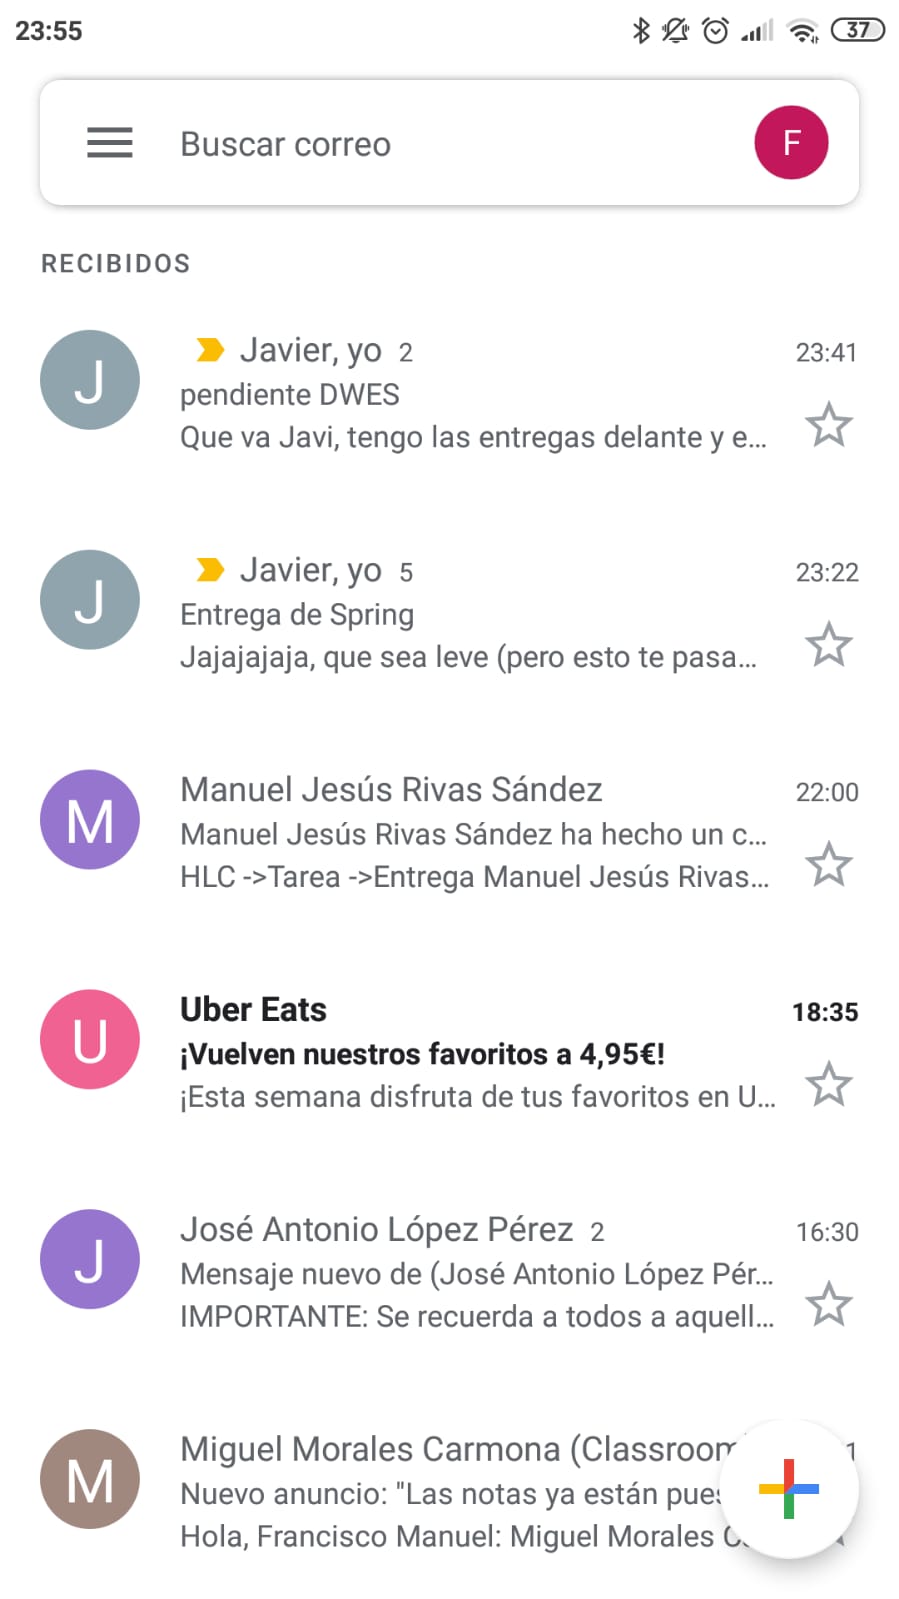 23:55
37
Buscar correo
F
RECIBIDOS
J
Javier, yo 2
23:41
pendiente DWES
Que va Javi, tengo las entregas delante y e...
J
Javier, yo 5
23:22
Entrega de Spring
Jajajajaja, que sea leve (pero esto te pasa...
M
Manuel Jesús Rivas Sández
22:00
Manuel Jesús Rivas Sández ha hecho un c...
HLC ->Tarea ->Entrega Manuel Jesús Rivas...
U
Uber Eats
18:35
¡Vuelven nuestros favoritos a 4,95€!
¡Esta semana disfruta de tus favoritos en U...
J
José Antonio López Pérez 2
16:30
Mensaje nuevo de (José Antonio López Pér...
IMPORTANTE: Se recuerda a todos a aquell...
M
Miguel Morales Carmona (Classroom
Nuevo anuncio: "Las notas ya están
Hola, Francisco Manuel: Miguel Morales